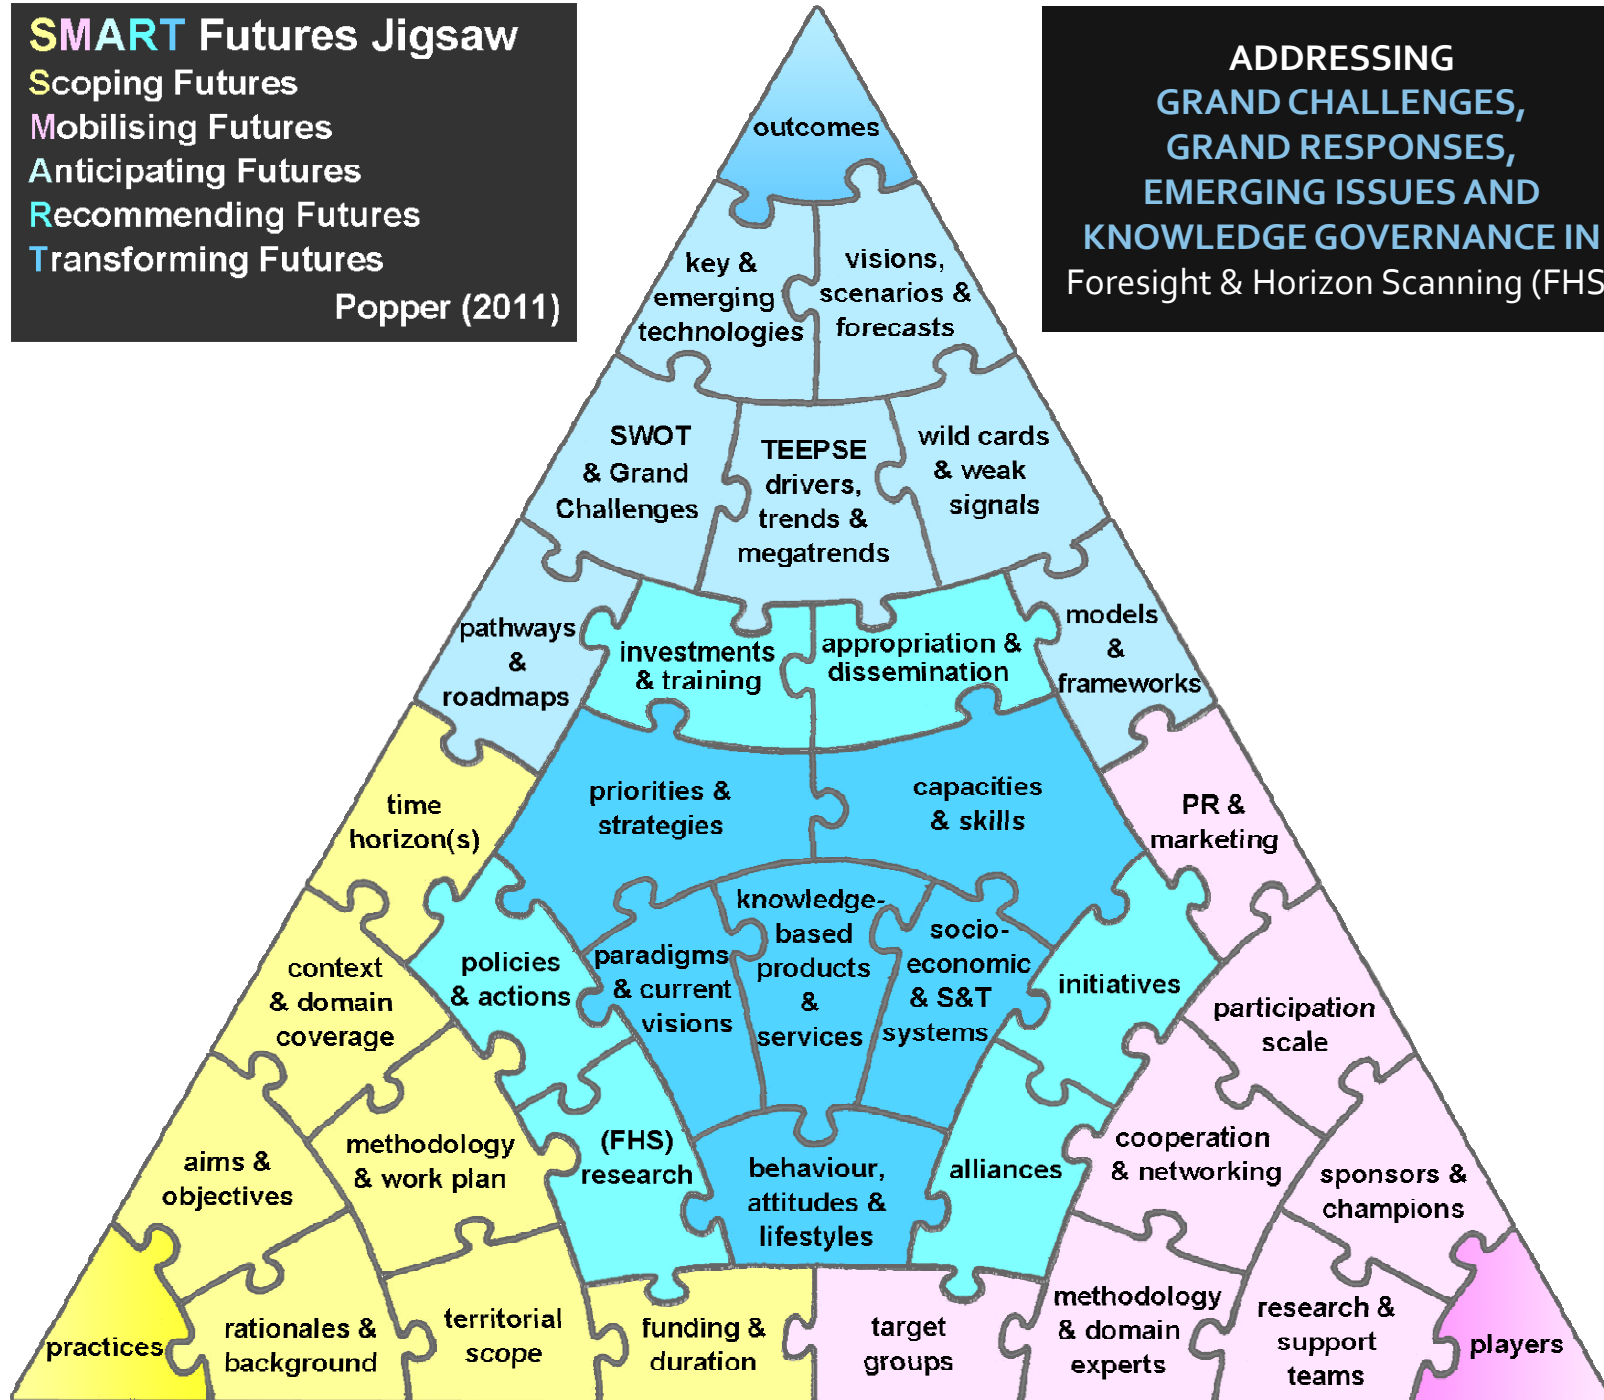 SMART Futures Jigsaw
Scoping Futures
Mobilising Futures
Anticipating Futures
Recommending Futures
Transforming Futures
Popper (2011)
ADDRESSING
GRAND CHALLENGES,
GRAND RESPONSES,
EMERGING ISSUES AND
KNOWLEDGE GOVERNANCE IN
Foresight & Horizon Scanning (FHS
outcomes
key &
emerging
technologies
visions,
scenarios &
forecasts
SWOT
& Grand
Challenges
TEEPSE
drivers,
trends &
megatrends
wild cards
& weak
signals
pathways
&
roadmaps
investments
& training
appropriation &
dissemination
models
&
frameworks
time
horizon(s)
priorities &
strategies
capacities
& skills
PR &
marketing
context
& domain
coverage
policies
& actions
paradigms
& current
visions
knowledge-
based
products
&
services
socio-
economic
& S&T
systems
initiatives
participation
scale
aims &
objectives
methodology
& work plan
(FHS)
research
behaviour,
attitudes &
lifestyles
alliances
cooperation
& networking
sponsors &
champions
practices
rationales &
background
territorial
scope
funding &
duration
target
groups
methodology
& domain
experts
research &
support
teams
players